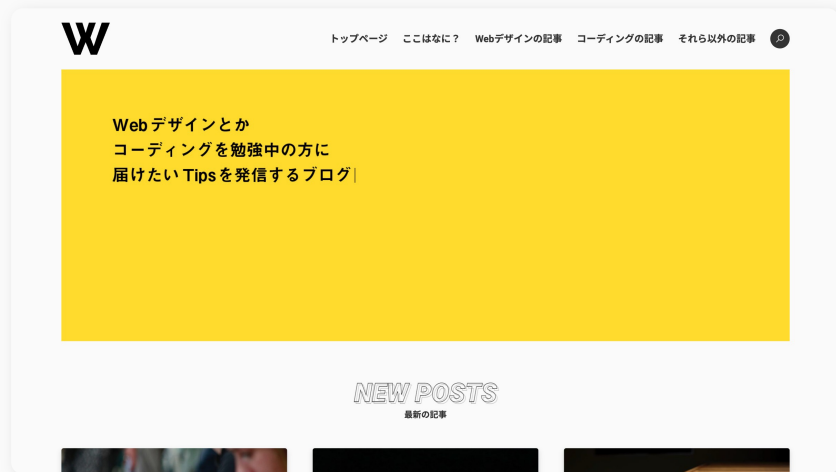 W
トップページ ここはなに？ Webデザインの記事 コーディングの記事 それら以外の記事
Webデザインとか
コーディングを勉強中の方に
届けたい Tipsを発信するブログ|
NEW POSTS
最新の記事